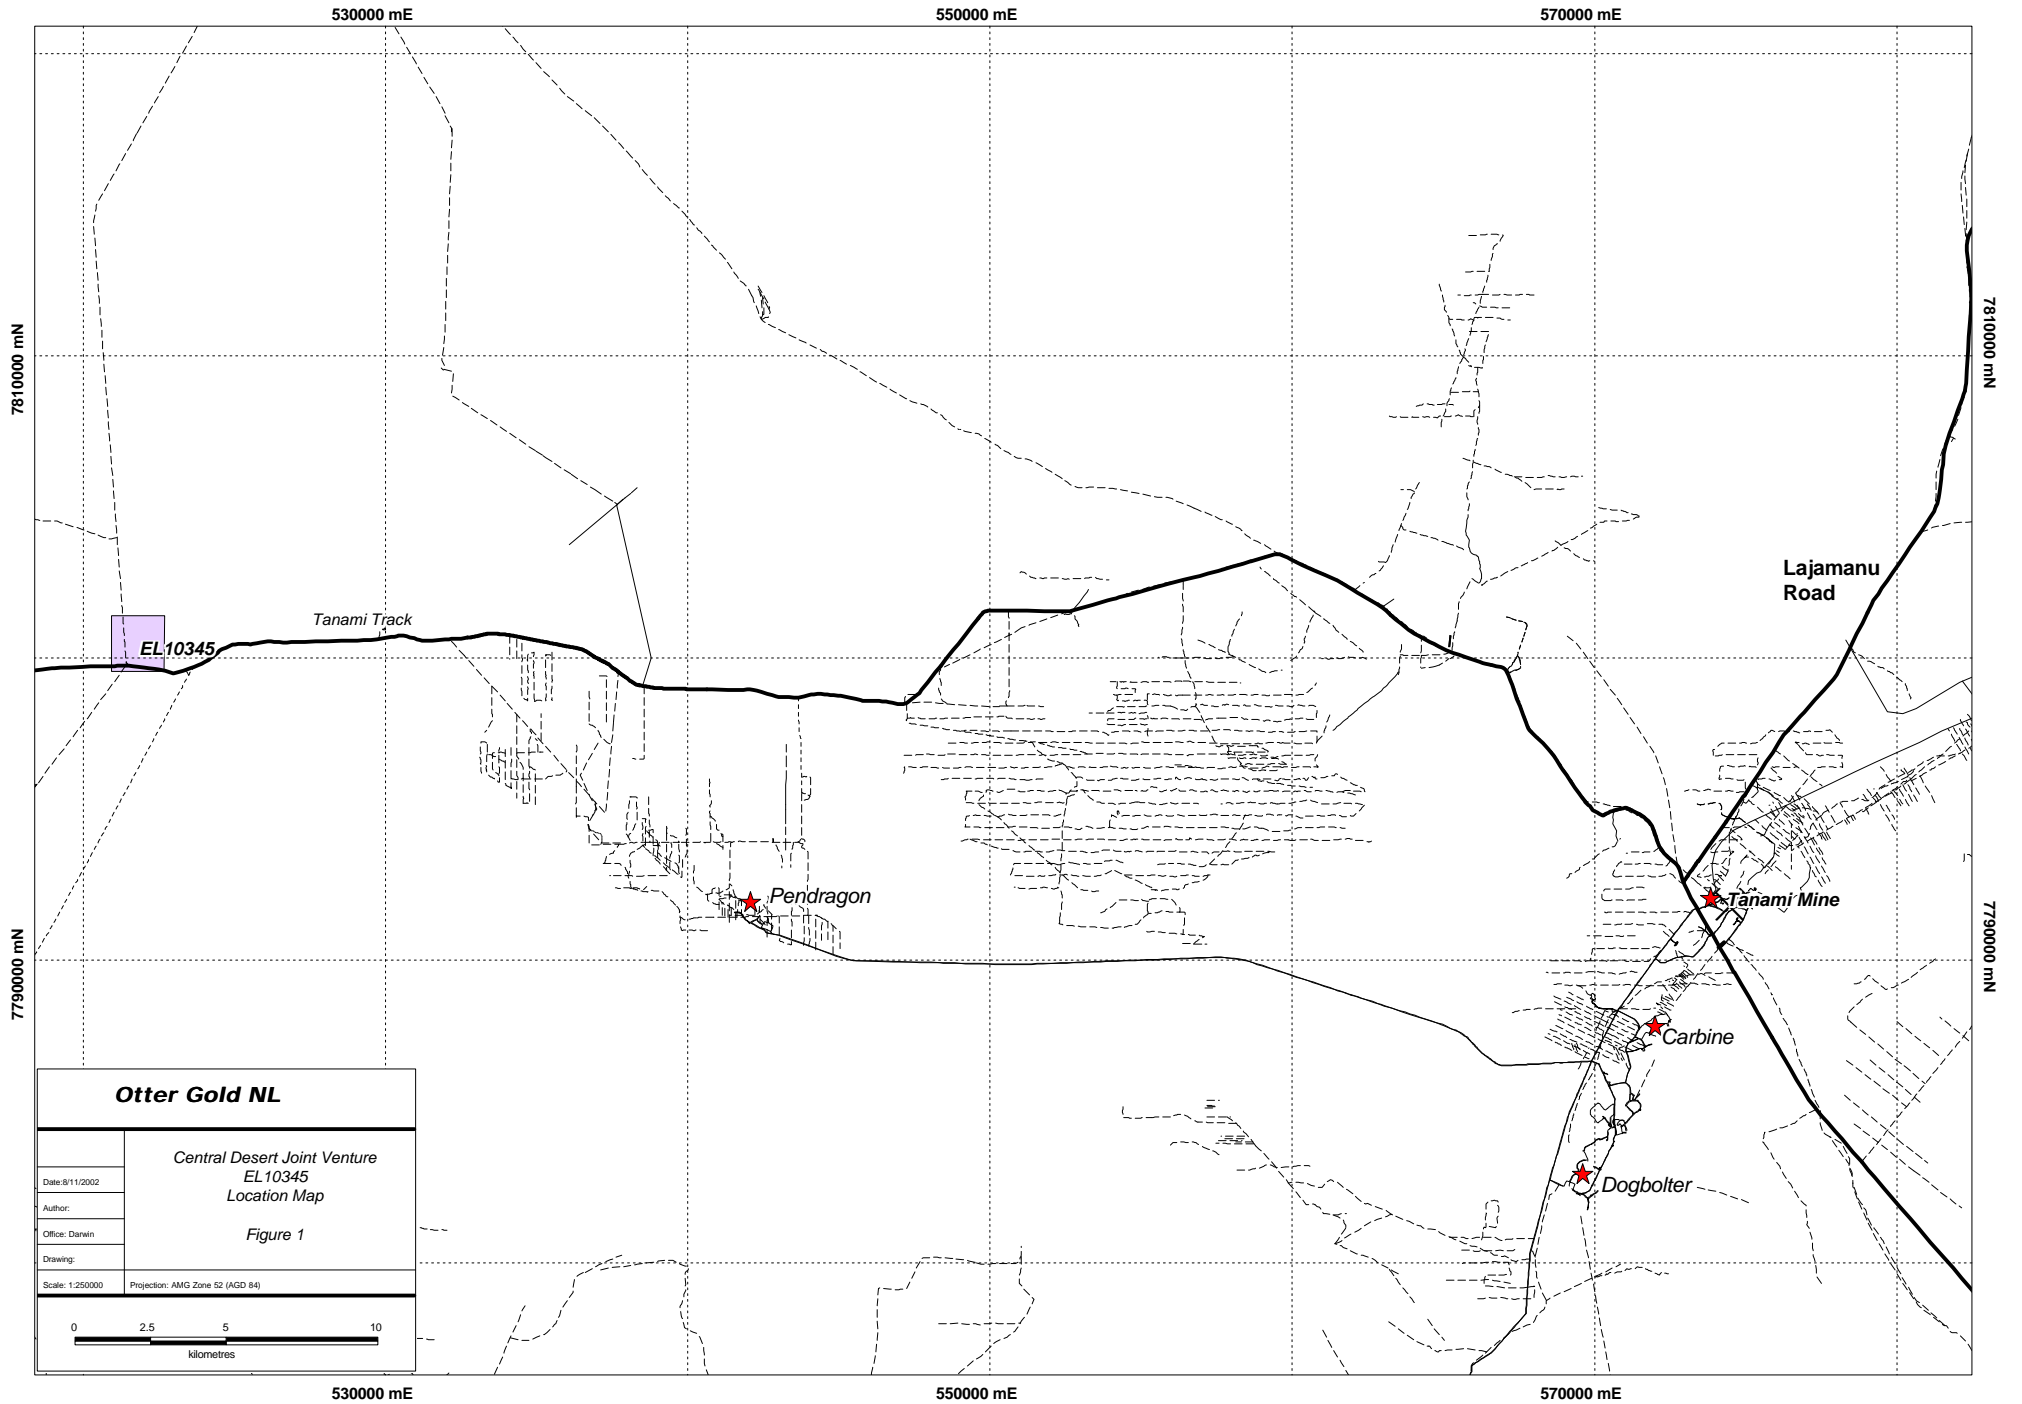 530000 mE
550000 mE
570000 mE
7810000 mN
7810000 mN
Lajamanu
Road
Tanami Track
EL10345
Pendragon
Tanami Mine
7790000 mN
7790000 mN
Carbine
Dogbolter
Otter Gold NL
Central Desert Joint Venture
EL10345
Location Map
Figure 1
Date:8/11/2002
Author:
Office: Darwin
Drawing:
Scale: 1:250000
Projection: AMG Zone 52 (AGD 84)
0 2.5 5 10
kilometres
530000 mE
550000 mE
570000 mE